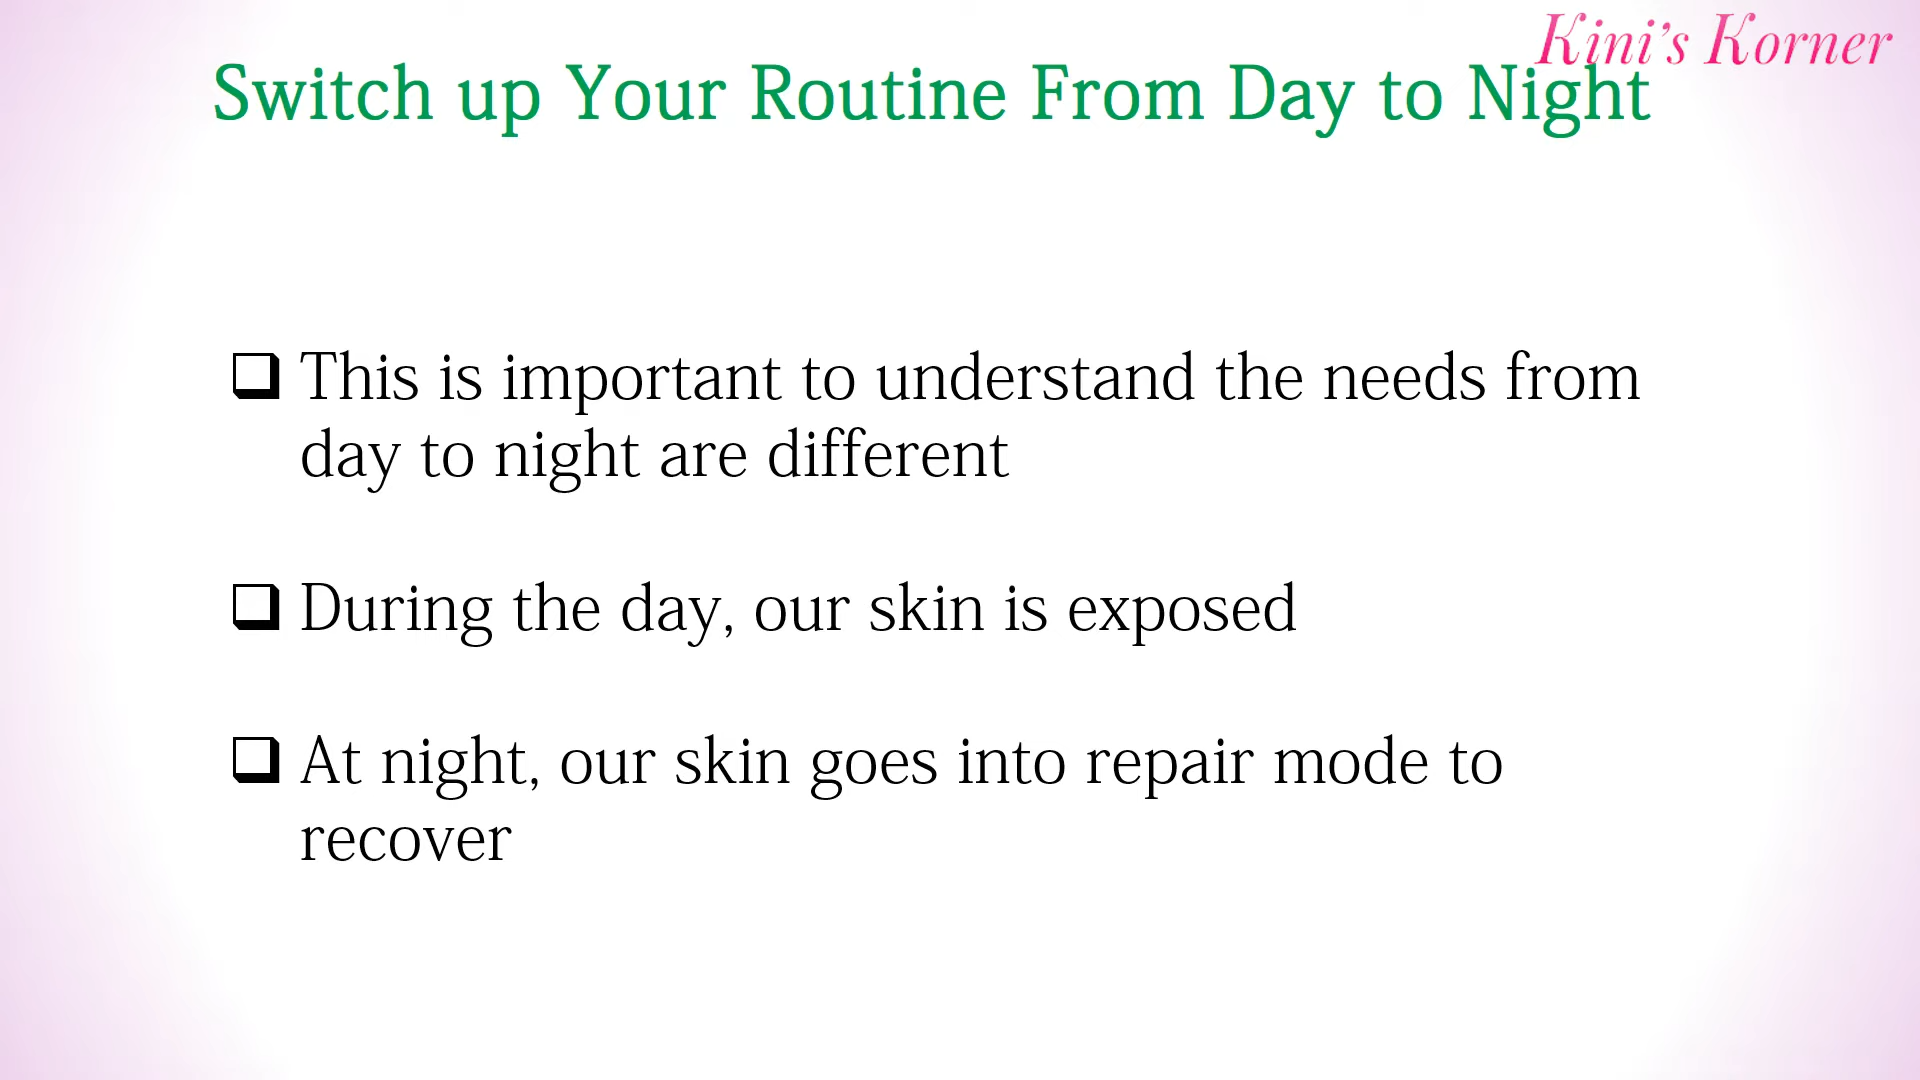 Kini's Korner
Switch up Your Routine From Day to Night
This is important to understand the needs from
day to night are different
During the day, our skin is exposed
At night, our skin goes into repair mode to
recover